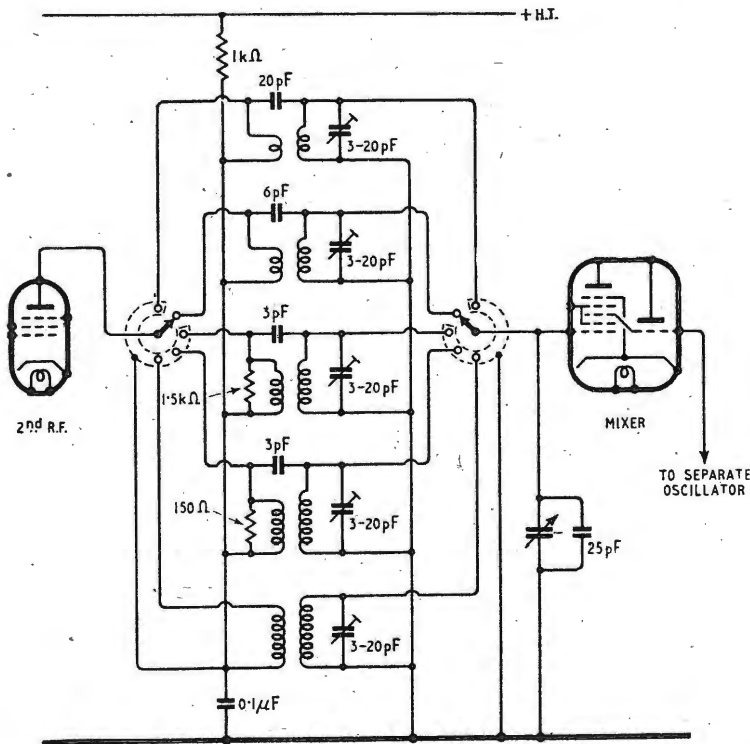 + H.T.
1kΩ
20pF
3-20pF
6pF
3-20pF
3pF
3-20pF
1·5kΩ
2nd R.F.
MIXER
3pF
TO SEPARATE
OSCILLATOR
150Ω
3-20pF
25pF
3-20pF
0·1μF